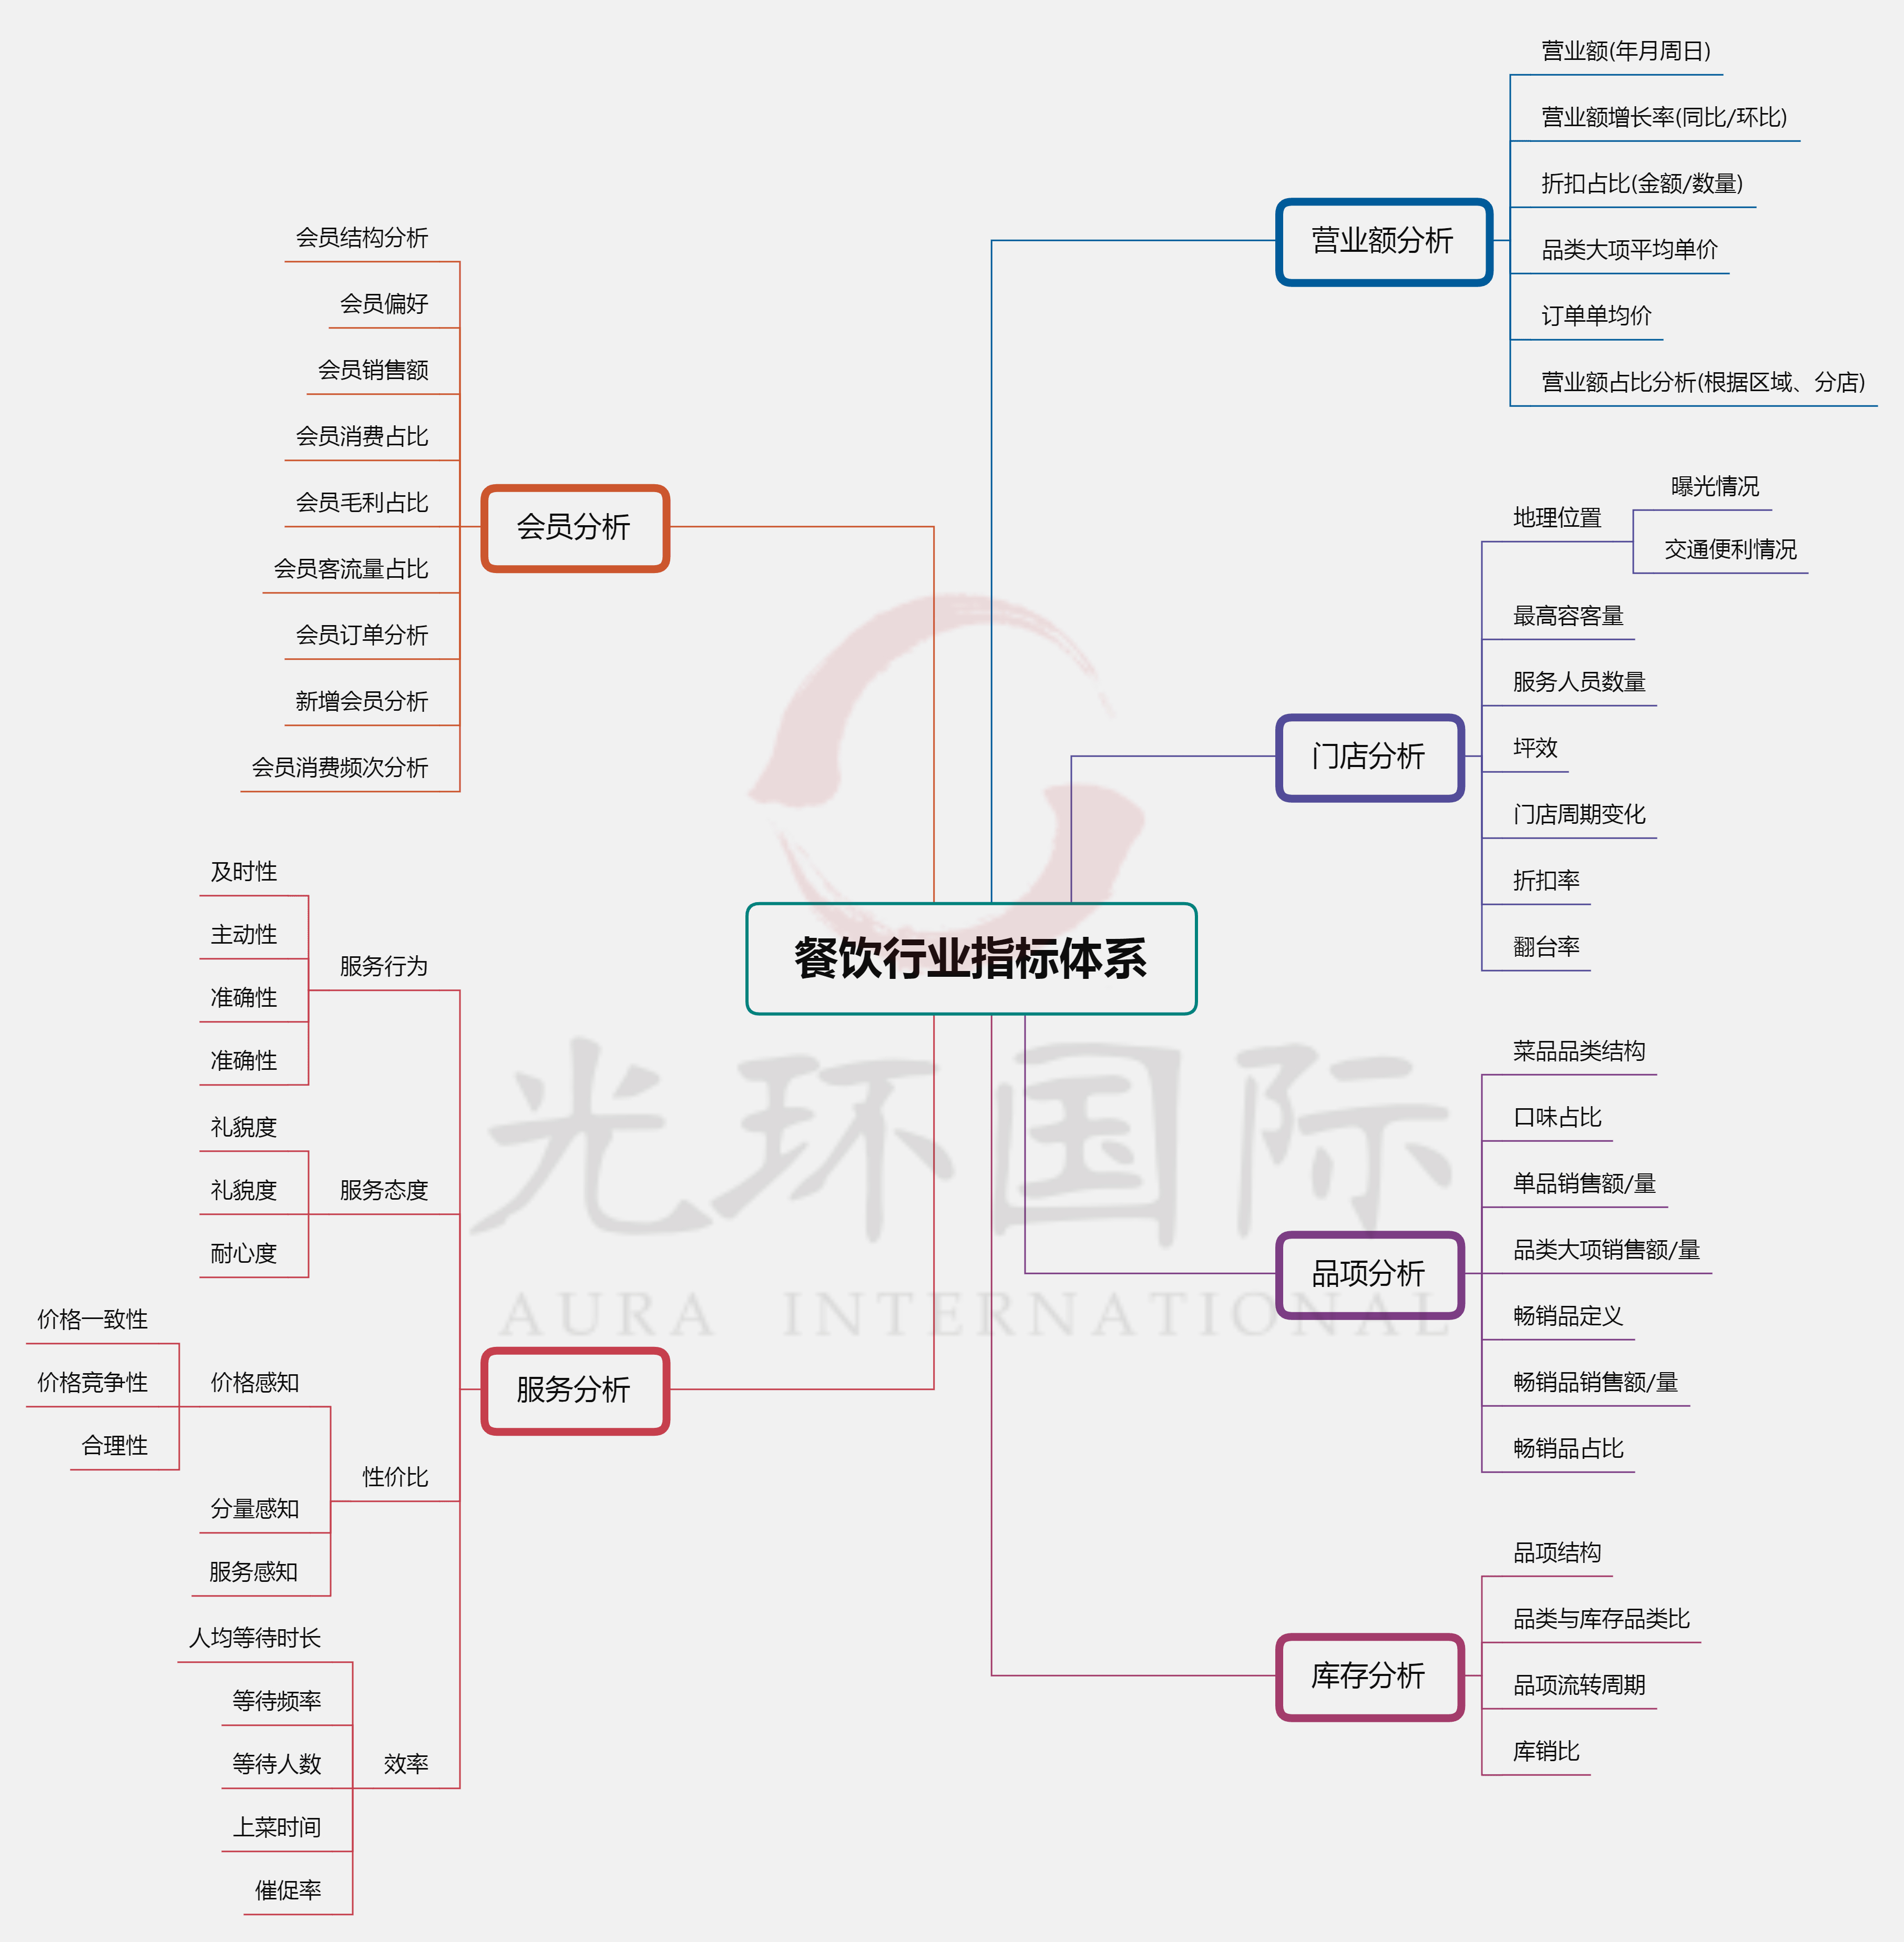 餐饮行业指标体系
营业额分析
营业额(年月周日)
营业额增长率(同比/环比)
折扣占比(金额/数量)
品类大项平均单价
订单单均价
营业额占比分析(根据区域、分店)
门店分析
地理位置
曝光情况
交通便利情况
最高容客量
服务人员数量
坪效
门店周期变化
折扣率
翻台率
品项分析
菜品品类结构
口味占比
单品销售额/量
品类大项销售额/量
畅销品定义
畅销品销售额/量
畅销品占比
库存分析
品项结构
品类与库存品类比
品项流转周期
库销比
会员分析
会员结构分析
会员偏好
会员销售额
会员消费占比
会员毛利占比
会员客流量占比
会员订单分析
新增会员分析
会员消费频次分析
服务分析
服务行为
及时性
主动性
准确性
准确性
服务态度
礼貌度
礼貌度
耐心度
性价比
价格感知
价格一致性
价格竞争性
合理性
分量感知
服务感知
效率
人均等待时长
等待频率
等待人数
上菜时间
催促率
光环国际
AURA INTERNATIONAL